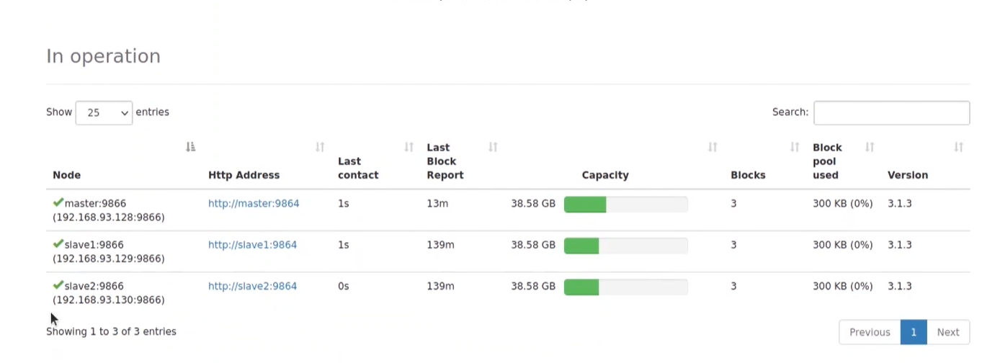 In operation
Show 25 entries
Search:
Node Http Address Last contact Last Block Report Capacity Blocks Block pool used Version
master:9866 (192.168.93.128:9866) http://master:9864 1s 13m 38.58 GB 3 300 KB (0%) 3.1.3
slave1:9866 (192.168.93.129:9866) http://slave1:9864 1s 139m 38.58 GB 3 300 KB (0%) 3.1.3
slave2:9866 (192.168.93.130:9866) http://slave2:9864 0s 139m 38.58 GB 3 300 KB (0%) 3.1.3
Showing 1 to 3 of 3 entries
Previous 1 Next